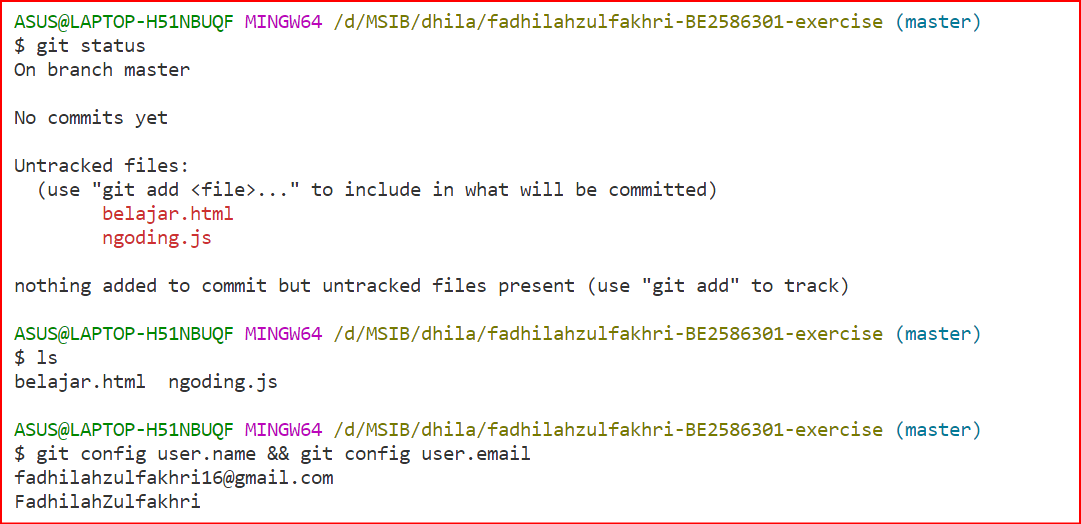 ASUS@LAPTOP-H51NBUQF MINGW64 /d/MSIB/dhila/fadhilahzulfakhri-BE2586301-exercise (master)
$ git status
On branch master

No commits yet

Untracked files:
  (use "git add <file>..." to include in what will be committed)
        belajar.html
        ngoding.js

nothing added to commit but untracked files present (use "git add" to track)

ASUS@LAPTOP-H51NBUQF MINGW64 /d/MSIB/dhila/fadhilahzulfakhri-BE2586301-exercise (master)
$ ls
belajar.html  ngoding.js

ASUS@LAPTOP-H51NBUQF MINGW64 /d/MSIB/dhila/fadhilahzulfakhri-BE2586301-exercise (master)
$ git config user.name && git config user.email
fadhilahzulfakhri16@gmail.com
FadhilahZulfakhri